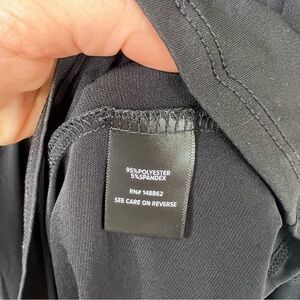 95%POLYESTER
5%SPANDEX
RN# 148862
SEE CARE ON REVERSE